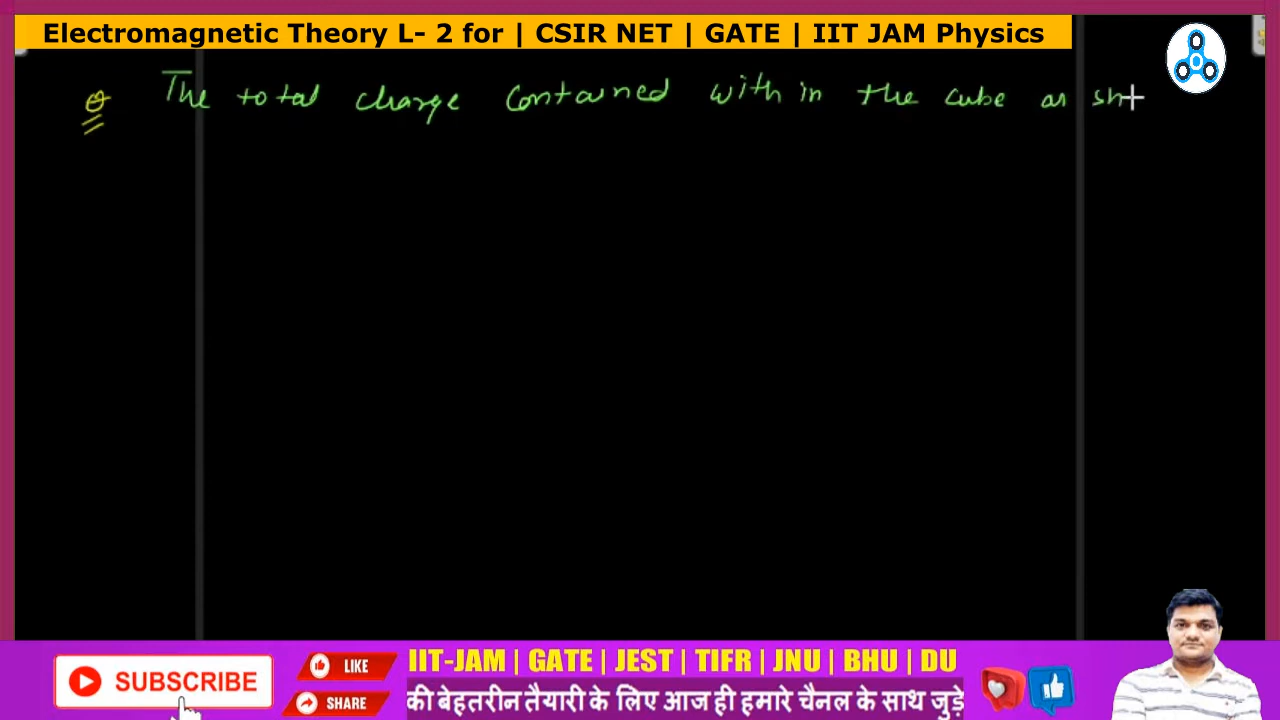 Electromagnetic Theory L- 2 for | CSIR NET | GATE | IIT JAM Physics
Q The total charge contained with in the cube as sh
SUBSCRIBE
LIKE
SHARE
IIT-JAM | GATE | JEST | TIFR | JNU | BHU | DU
की बेहतरीन तैयारी के लिए आज ही हमारे चैनल के साथ जुड़े